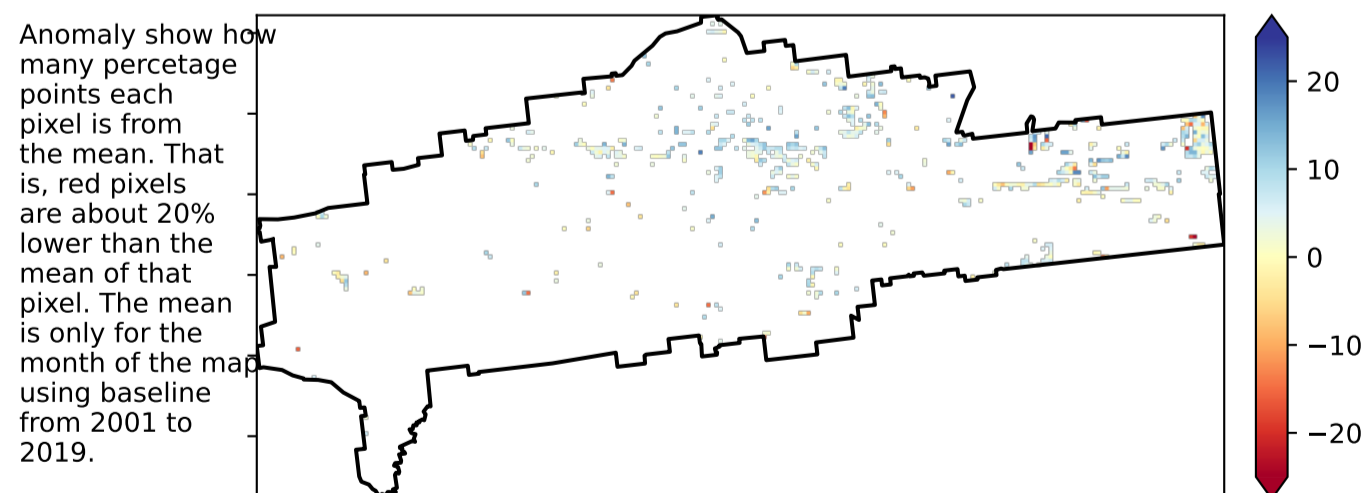 Anomaly show how
many percetage
points each
pixel is from
the mean. That
is, red pixels
are about 20%
lower than the
mean of that
pixel. The mean
is only for the
month of the map
using baseline
from 2001 to
2019.
20
10
0
−10
−20